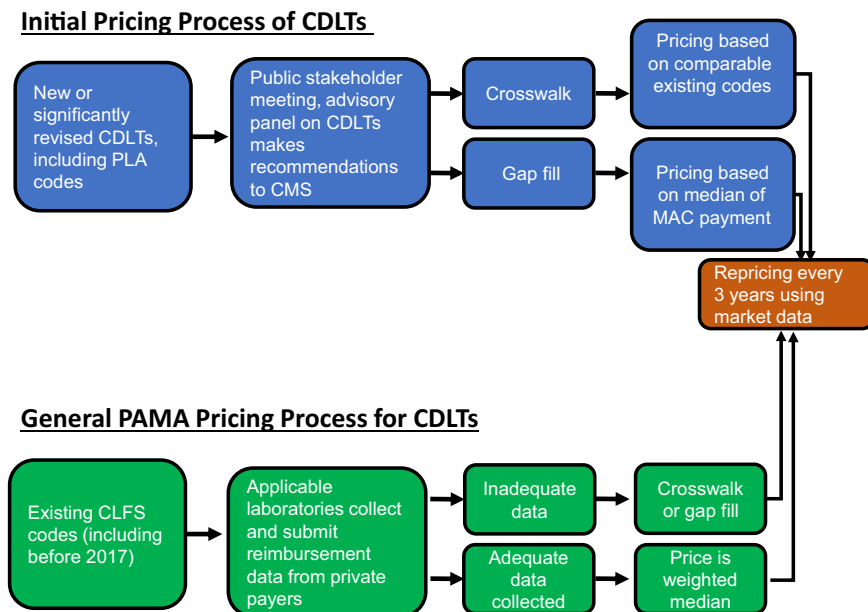 Initial Pricing Process of CDLTs
New or
significantly
revised CDLTs,
including PLA
codes
Public stakeholder
meeting, advisory
panel on CDLTs
makes
recommendations
to CMS
Crosswalk
Pricing based
on comparable
existing codes
Gap fill
Pricing based
on median of
MAC payment
Repricing every
3 years using
market data
General PAMA Pricing Process for CDLTs
Existing CLFS
codes (including
before 2017)
Applicable
laboratories collect
and submit
reimbursement
data from private
payers
Inadequate
data
Crosswalk
or gap fill
Adequate
data
collected
Price is
weighted
median